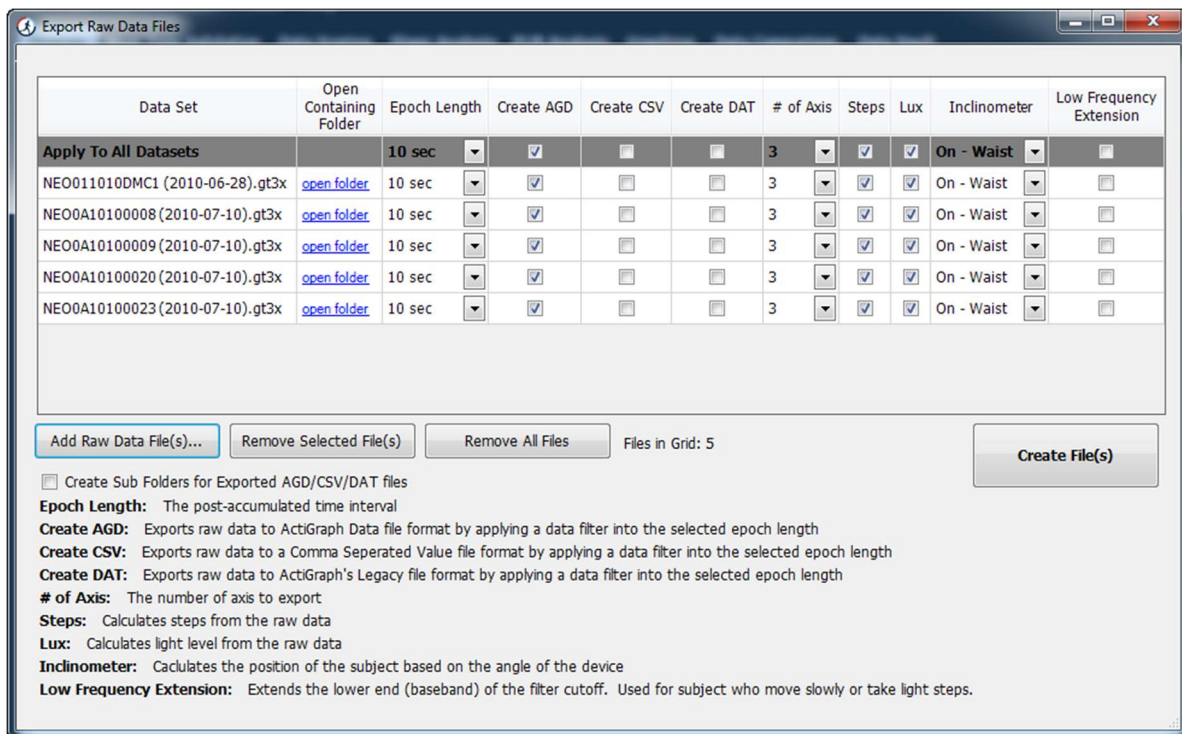 Export Raw Data Files
Data Set Open Containing Folder Epoch Length Create AGD Create CSV Create DAT # of Axis Steps Lux Inclinometer Low Frequency Extension
Apply To All Datasets 10 sec 3 On - Waist
NEO011010DMC1 (2010-06-28).gt3x open folder 10 sec 3 On - Waist
NEO0A10100008 (2010-07-10).gt3x open folder 10 sec 3 On - Waist
NEO0A10100009 (2010-07-10).gt3x open folder 10 sec 3 On - Waist
NEO0A10100020 (2010-07-10).gt3x open folder 10 sec 3 On - Waist
NEO0A10100023 (2010-07-10).gt3x open folder 10 sec 3 On - Waist
Add Raw Data File(s)... Remove Selected File(s) Remove All Files Files in Grid: 5 Create File(s)
Create Sub Folders for Exported AGD/CSV/DAT files
Epoch Length: The post-accumulated time interval
Create AGD: Exports raw data to ActiGraph Data file format by applying a data filter into the selected epoch length
Create CSV: Exports raw data to a Comma Seperated Value file format by applying a data filter into the selected epoch length
Create DAT: Exports raw data to ActiGraph's Legacy file format by applying a data filter into the selected epoch length
# of Axis: The number of axis to export
Steps: Calculates steps from the raw data
Lux: Calculates light level from the raw data
Inclinometer: Caclulates the position of the subject based on the angle of the device
Low Frequency Extension: Extends the lower end (baseband) of the filter cutoff. Used for subject who move slowly or take light steps.